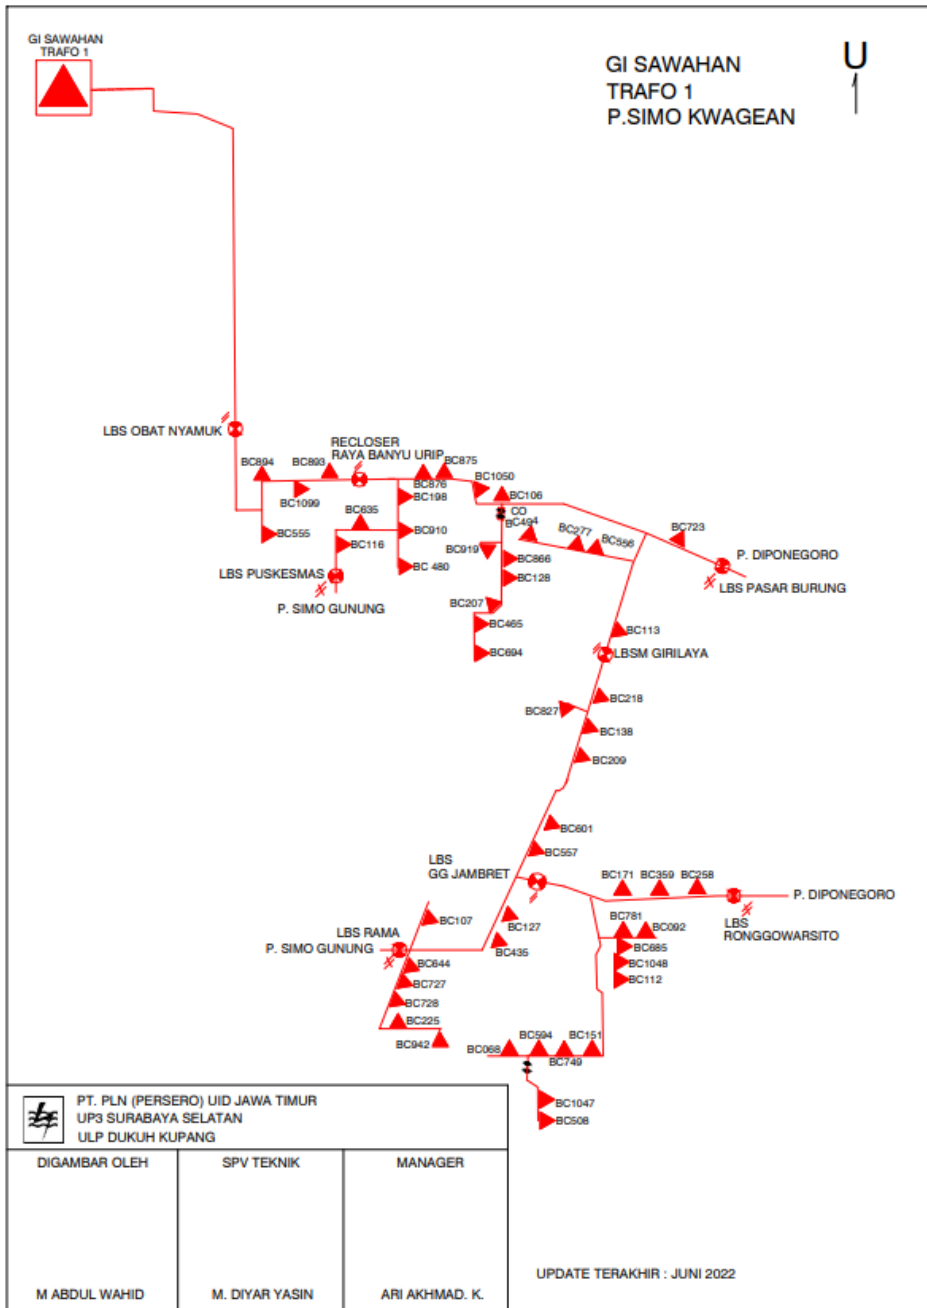 GI SAWAHAN
TRAFO 1
GI SAWAHAN
TRAFO 1
P.SIMO KWAGEAN
U
LBS OBAT NYAMUK
RECLOSER
RAYA BANYU URIP
BC894
BC893
BC875
BC876
BC1099
BC198
BC1050
BC106
CO
BC494
BC277
BC556
BC723
BC635
BC555
BC116
BC910
BC919
BC866
P. DIPONEGORO
LBS PASAR BURUNG
LBS PUSKESMAS
BC 480
BC128
P. SIMO GUNUNG
BC207
BC465
BC113
BC694
LBSM GIRILAYA
BC218
BC827
BC138
BC209
BC601
BC557
LBS
GG JAMBRET
BC171
BC359
BC258
P. DIPONEGORO
BC107
BC127
BC781
BC092
LBS
RONGGOWARSITO
LBS RAMA
P. SIMO GUNUNG
BC435
BC685
BC644
BC1048
BC727
BC112
BC728
BC225
BC942
BC068
BC594
BC151
BC749
BC1047
BC508
PT. PLN (PERSERO) UID JAWA TIMUR
UP3 SURABAYA SELATAN
ULP DUKUH KUPANG
DIGAMBAR OLEH
SPV TEKNIK
MANAGER
M ABDUL WAHID
M. DIYAR YASIN
ARI AKHMAD. K.
UPDATE TERAKHIR : JUNI 2022